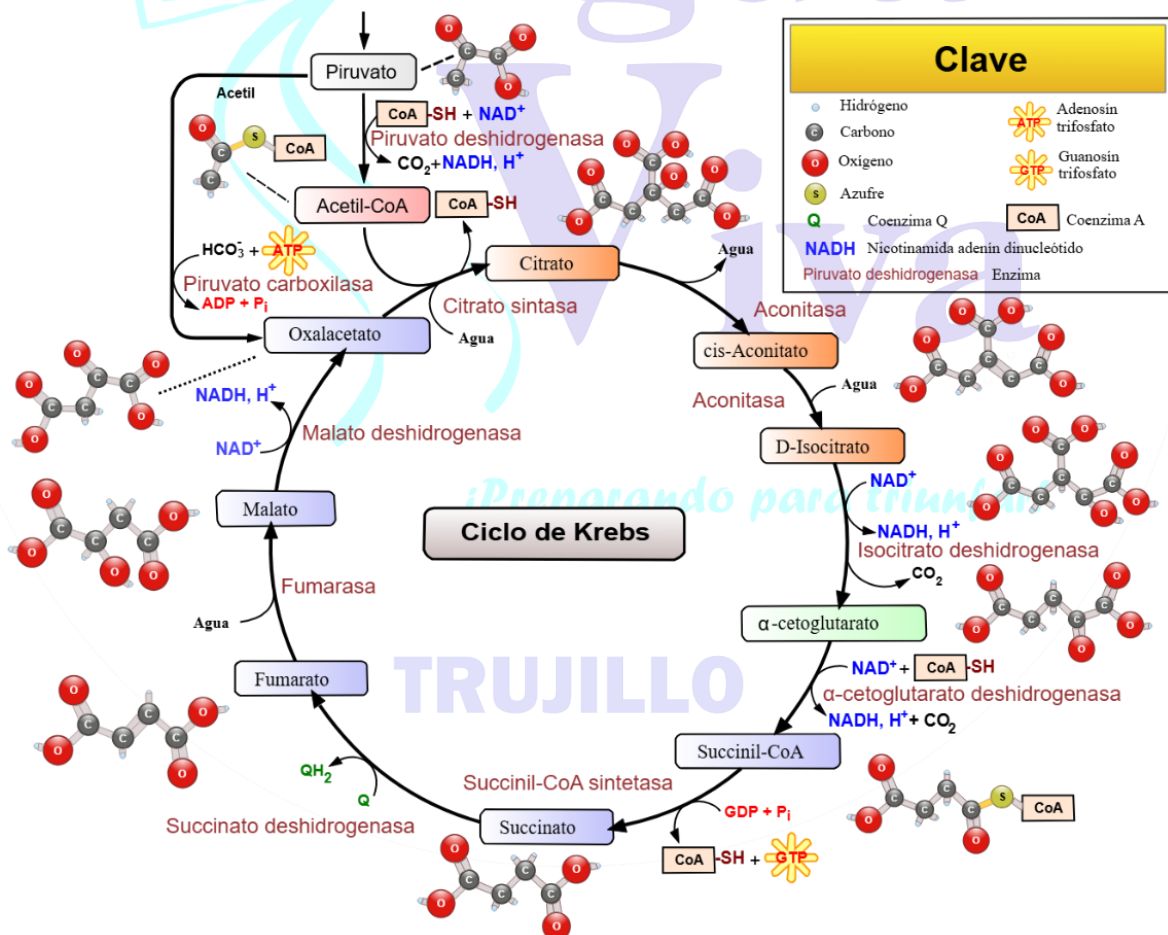 Piruvato
Acetil
CoA-SH + NAD+
Piruvato deshidrogenasa
CO2+NADH, H+
S
CoA
Acetil-CoA
CoA-SH
HCO3- + ATP
Piruvato carboxilasa
ADP + Pi
Citrato
Agua
Citrato sintasa
Agua
Oxalacetato
Aconitasa
cis-Aconitato
Agua
Aconitasa
D-Isocitrato
NAD+
NADH, H+
Isocitrato deshidrogenasa
CO2
α-cetoglutarato
NAD+ + CoA-SH
α-cetoglutarato deshidrogenasa
NADH, H+ + CO2
Succinil-CoA
S
CoA
Succinil-CoA sintetasa
GDP + Pi
CoA-SH + GTP
Succinato
QH2
Q
Succinato deshidrogenasa
Fumarato
Agua
Fumarasa
Malato
NADH, H+
NAD+
Malato deshidrogenasa
Ciclo de Krebs
Clave
Hidrógeno
C Carbono
O Oxígeno
S Azufre
Q Coenzima Q
NADH Nicotinamida adenín dinucleótido
Piruvato deshidrogenasa Enzima
ATP Adenosín
trifosfato
GTP Guanosín
trifosfato
CoA Coenzima A
Viva
¡Preparando para triunfar
TRUJILLO